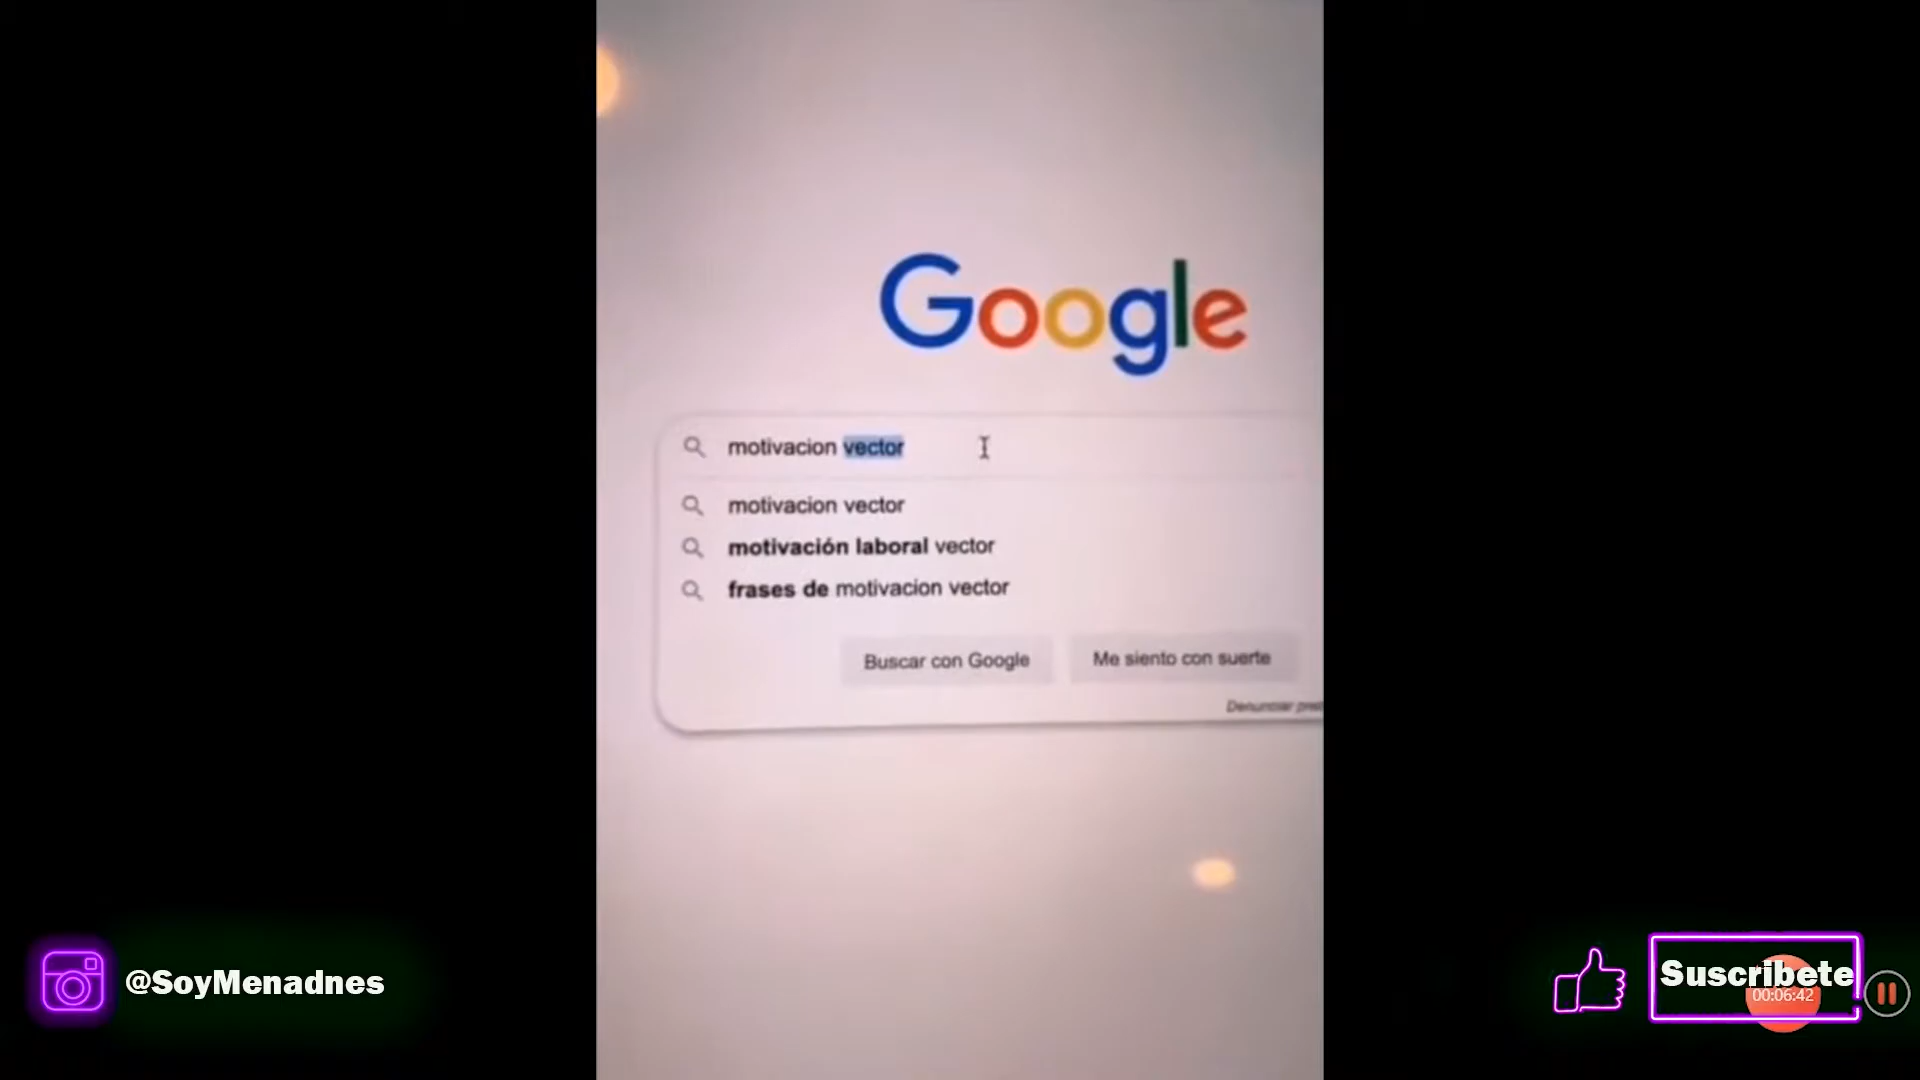 Google
motivacion vector
motivacion vector
motivación laboral vector
frases de motivacion vector
Buscar con Google
Me siento con suerte
Denunciar
@SoyMenadnes
Suscribete
00:06:42